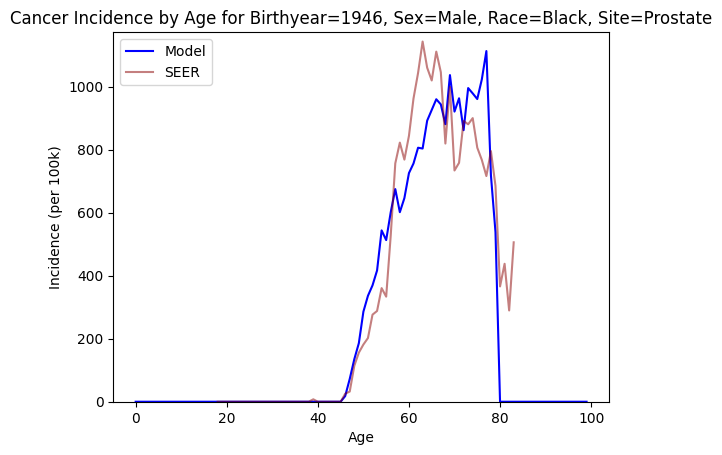 Cancer Incidence by Age for Birthyear=1946, Sex=Male, Race=Black, Site=Prostate
Model
SEER
1000
800
600
400
200
0
Incidence (per 100k)
0 20 40 60 80 100
Age